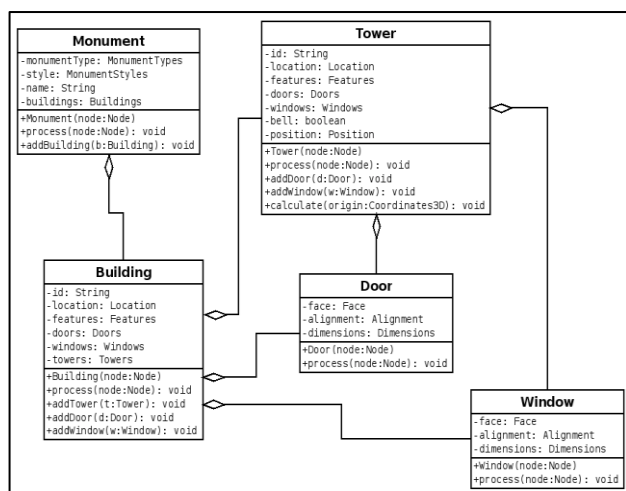 Monument
-monumentType: MonumentTypes
-style: MonumentStyles
-name: String
-buildings: Buildings
+Monument(node:Node)
+process(node:Node): void
+addBuilding(b:Building): void
Tower
-id: String
-location: Location
-features: Features
-doors: Doors
-windows: Windows
-bell: boolean
-position: Position
+Tower(node:Node)
+process(node:Node): void
+addDoor(d:Door): void
+addWindow(w:Window): void
+calculate(origin:Coordinates3D): void
Building
-id: String
-location: Location
-features: Features
-doors: Doors
-windows: Windows
-towers: Towers
+Building(node:Node)
+process(node:Node): void
+addTower(t:Tower): void
+addDoor(d:Door): void
+addWindow(w:Window): void
Door
-face: Face
-alignment: Alignment
-dimensions: Dimensions
+Door(node:Node)
+process(node:Node): void
Window
-face: Face
-alignment: Alignment
-dimensions: Dimensions
+Window(node:Node)
+process(node:Node): void